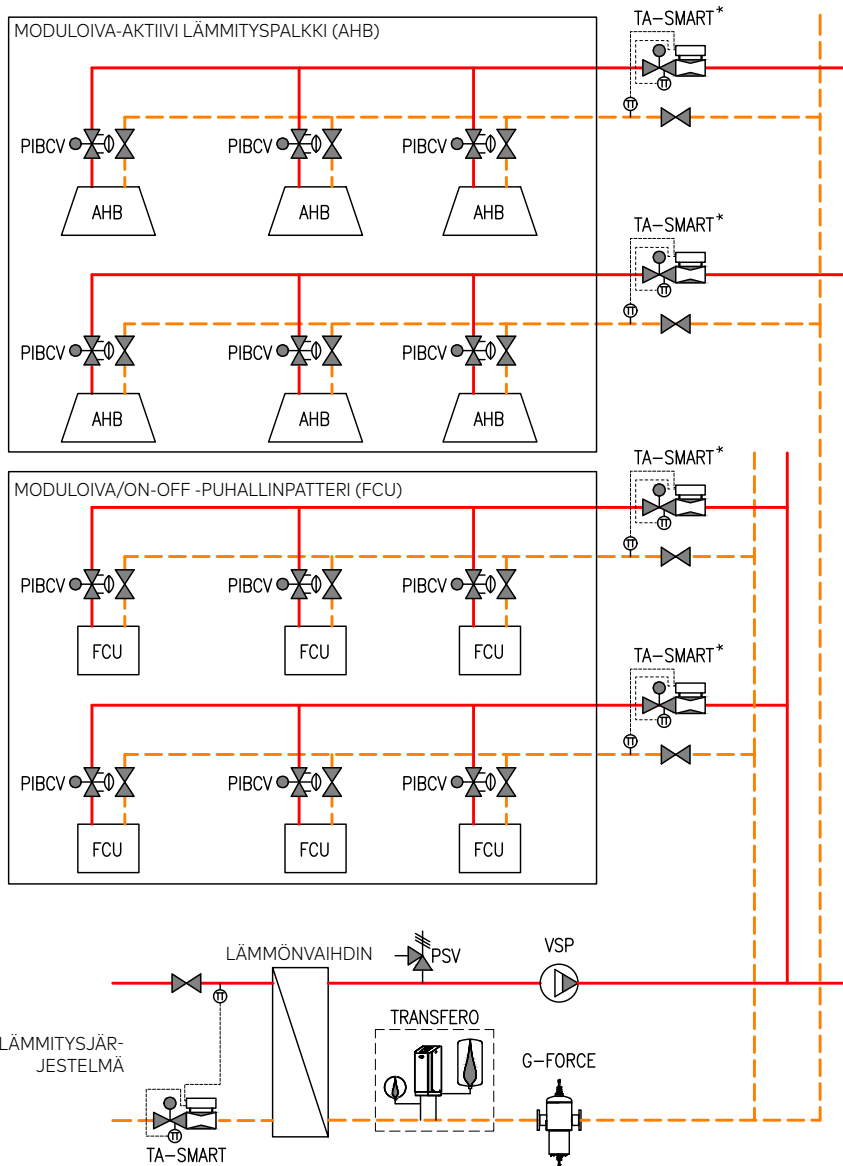 MODULOIVA-AKTIIVI LÄMMITYSPALKKI (AHB)
TA-SMART*
PIBCV
PIBCV
PIBCV
AHB
AHB
AHB
TA-SMART*
PIBCV
PIBCV
PIBCV
AHB
AHB
AHB
TA-SMART*
MODULOIVA/ON-OFF -PUHALLINPATTERI (FCU)
PIBCV
PIBCV
PIBCV
FCU
FCU
FCU
TA-SMART*
PIBCV
PIBCV
PIBCV
FCU
FCU
FCU
LÄMMÖNVAIHDIN
PSV
VSP
TRANSFERO
LÄMMITYSJÄR-
JESTELMÄ
G-FORCE
TA-SMART